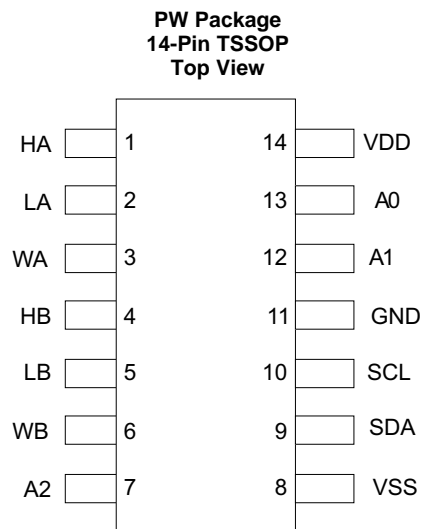 PW Package
14-Pin TSSOP
Top View
HA 1 14 VDD
LA 2 13 A0
WA 3 12 A1
HB 4 11 GND
LB 5 10 SCL
WB 6 9 SDA
A2 7 8 VSS